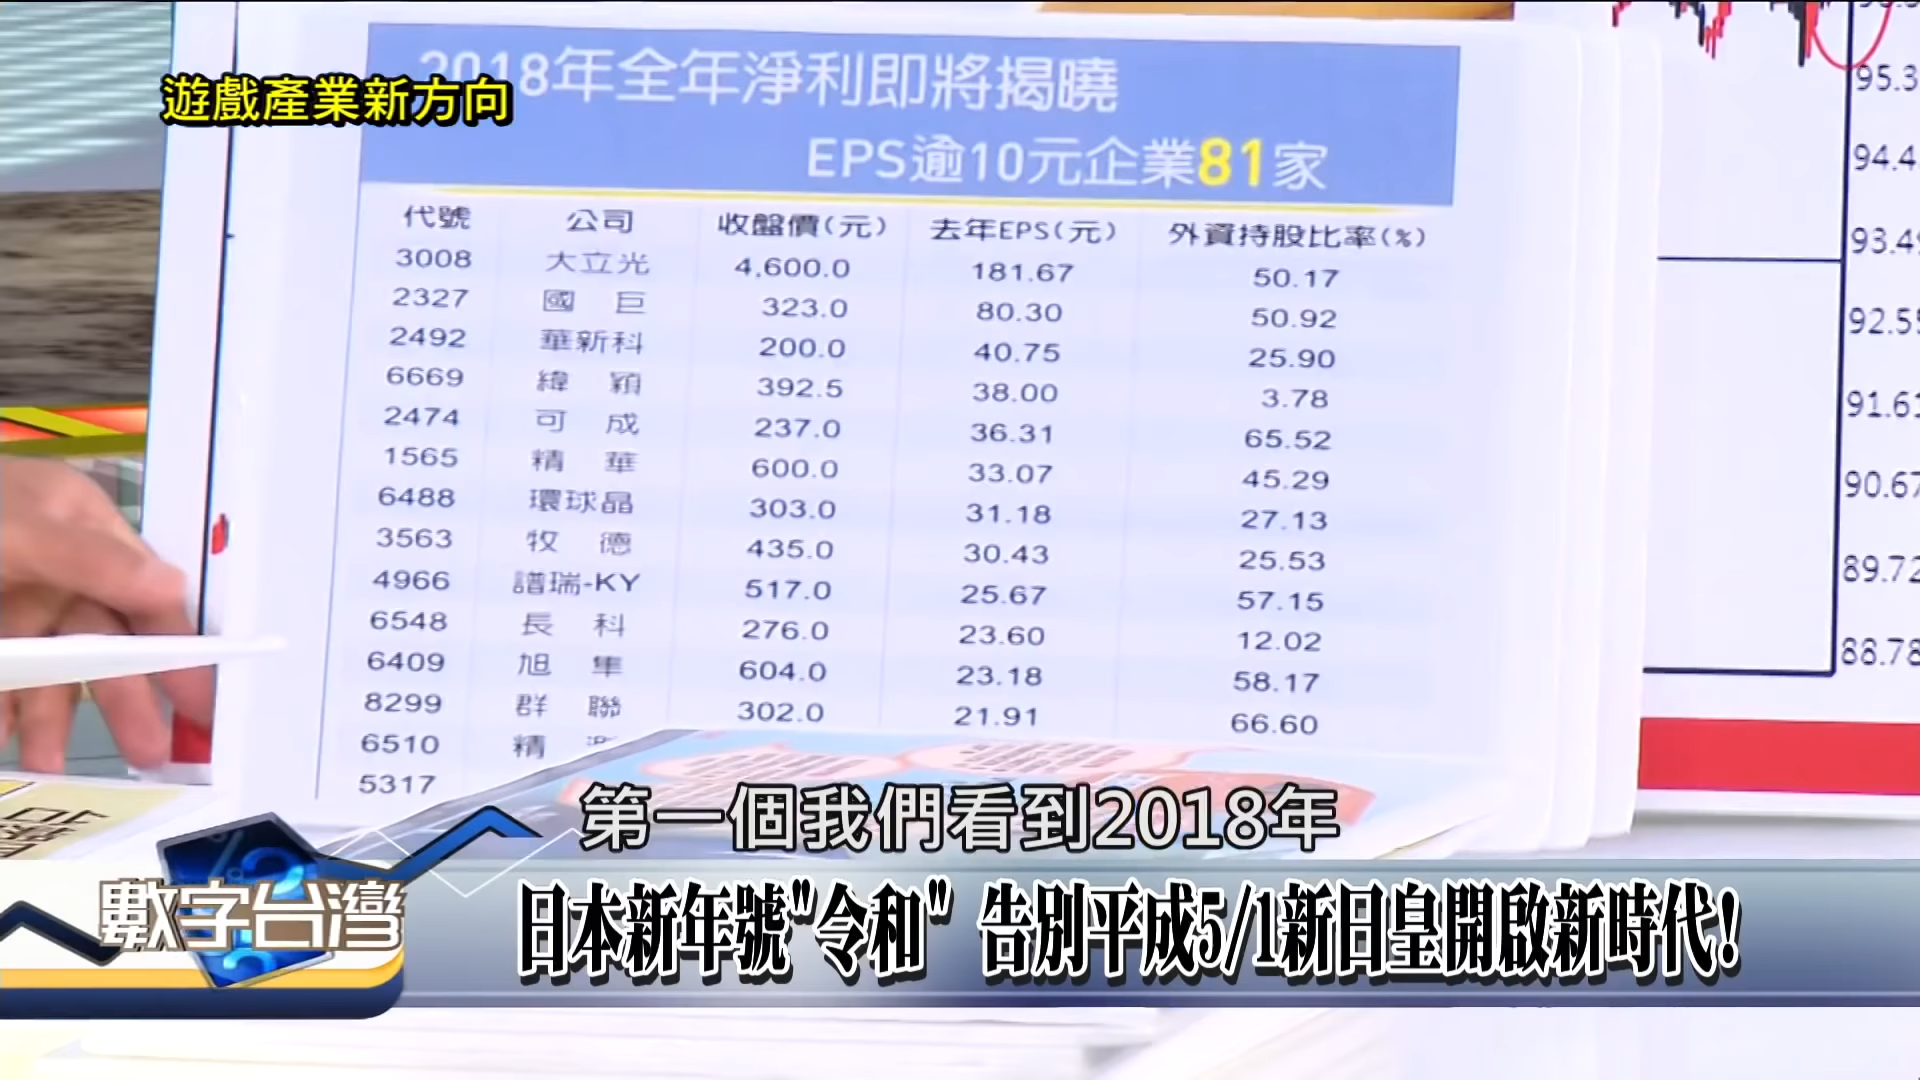 遊戲產業新方向
2018年全年淨利即將揭曉
EPS逾10元企業81家
代號 公司 收盤價(元) 去年EPS(元) 外資持股比率(%)
3008 大立光 4,600.0 181.67 50.17
2327 國巨 323.0 80.30 50.92
2492 華新科 200.0 40.75 25.90
6669 緯穎 392.5 38.00 3.78
2474 可成 237.0 36.31 65.52
1565 精華 600.0 33.07 45.29
6488 環球晶 303.0 31.18 27.13
3563 牧德 435.0 30.43 25.53
4966 譜瑞-KY 517.0 25.67 57.15
6548 長科 276.0 23.60 12.02
6409 旭隼 604.0 23.18 58.17
8299 群聯 302.0 21.91 66.60
6510 精
5317
95.3
94.4
93.49
92.55
91.61
90.67
89.72
88.78
第一個我們看到2018年
數字台灣
日本新年號"令和" 告別平成5/1新日皇開啟新時代!